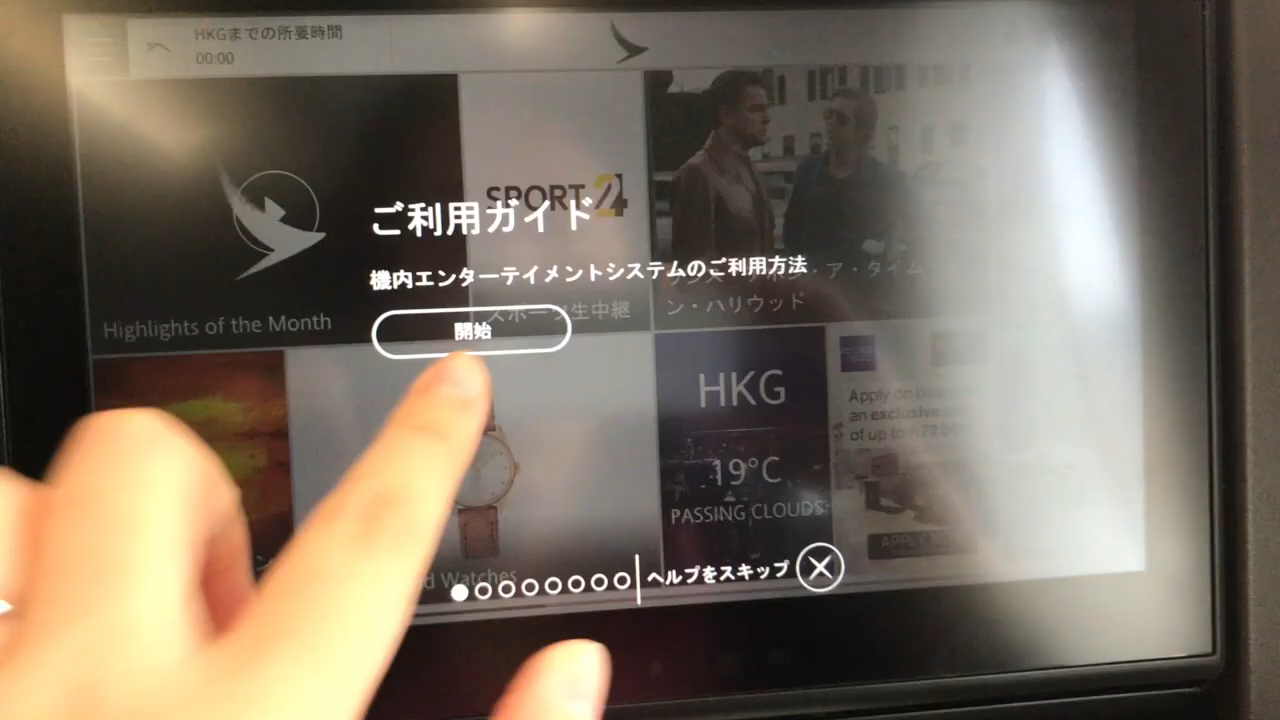 HKGまでの所要時間
00:00
SPORT 24
ご利用ガイド
機内エンターテイメントシステムのご利用方法
・ア・タイム
スポーツ生中継
ン・ハリウッド
Highlights of the Month
開始
HKG
19°C
PASSING CLOUDS
Apply on
an exclusive
of up to
APPLY
d Watches
ヘルプをスキップ